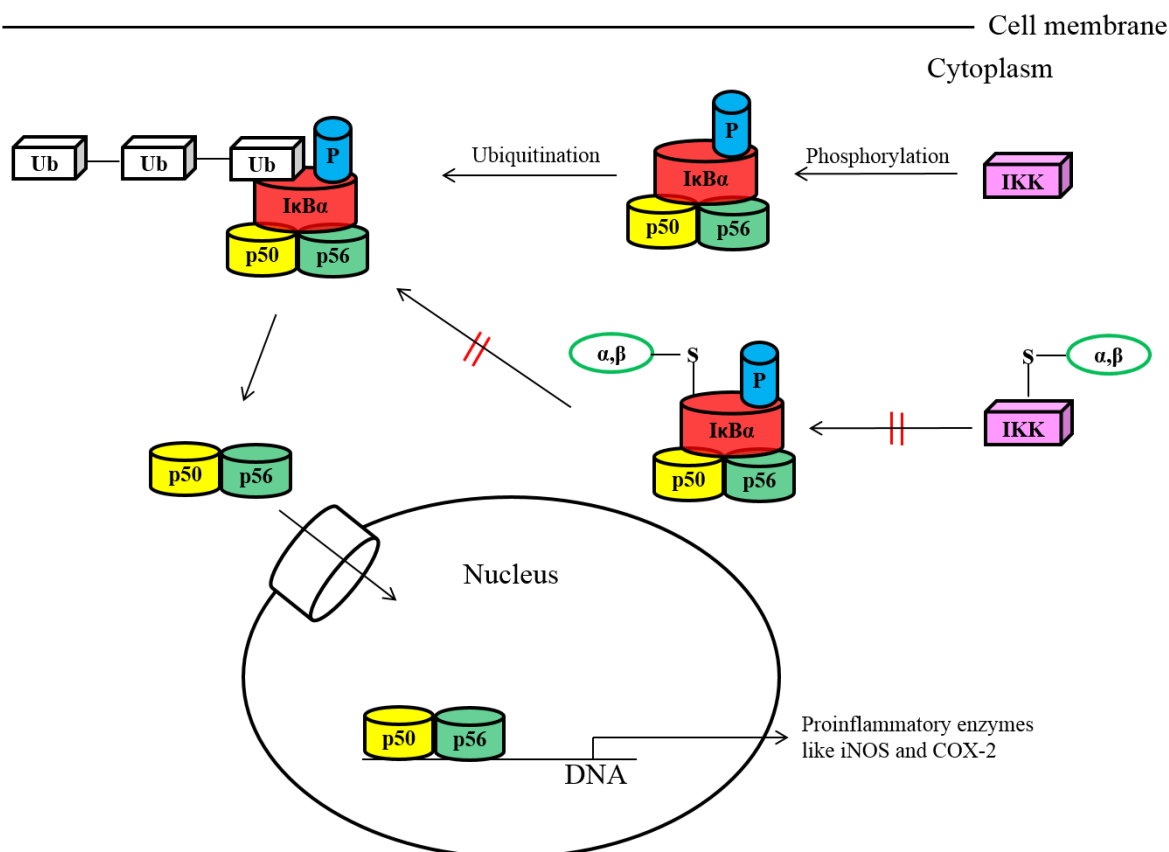 Cell membrane
Cytoplasm
P
Ub
Ub
Ub
IκBα
p50
p56
Ubiquitination
P
IκBα
p50
p56
Phosphorylation
IKK
α,β
S
P
IκBα
p50
p56
S
α,β
IKK
p50
p56
Nucleus
p50
p56
DNA
Proinflammatory enzymes
like iNOS and COX-2